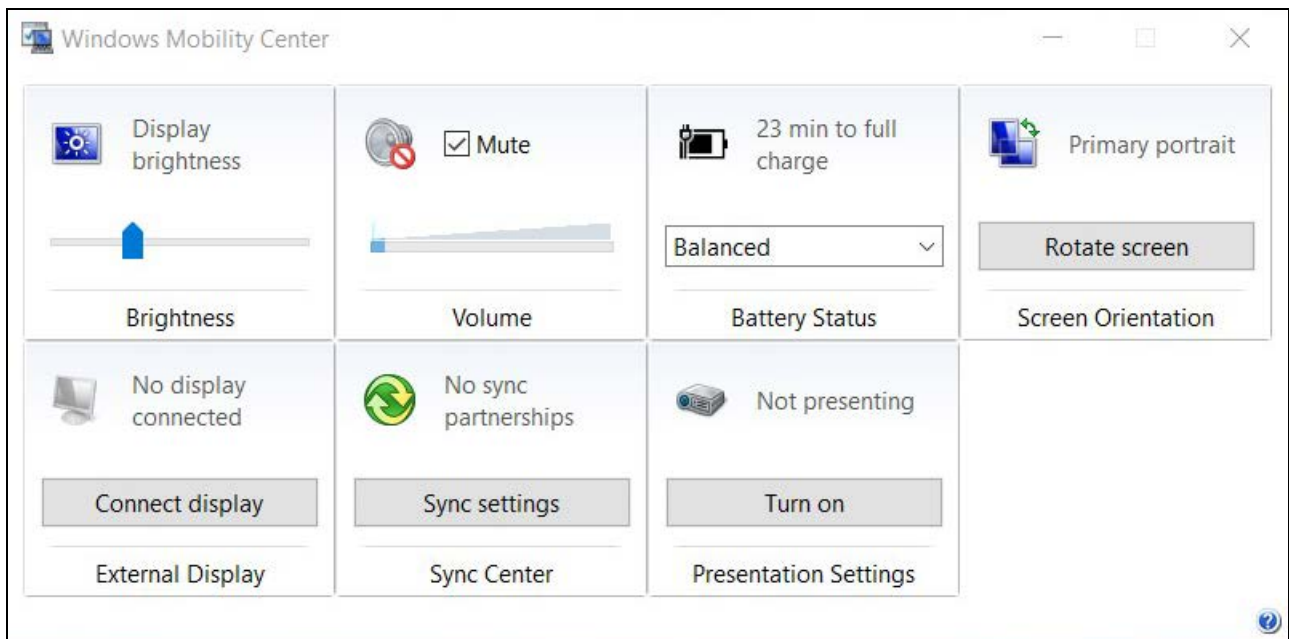 Windows Mobility Center
Display
brightness
Brightness
Mute
Volume
23 min to full
charge
Balanced
Battery Status
Primary portrait
Rotate screen
Screen Orientation
No display
connected
Connect display
External Display
No sync
partnerships
Sync settings
Sync Center
Not presenting
Turn on
Presentation Settings
?